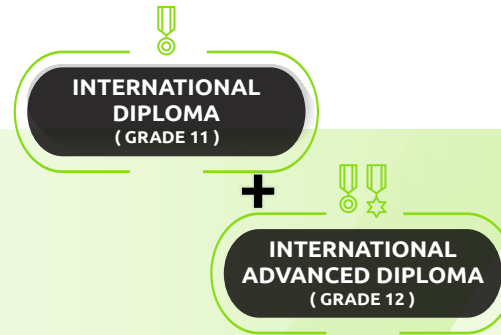 INTERNATIONAL
DIPLOMA
( GRADE 11 )
+
INTERNATIONAL
ADVANCED DIPLOMA
( GRADE 12 )